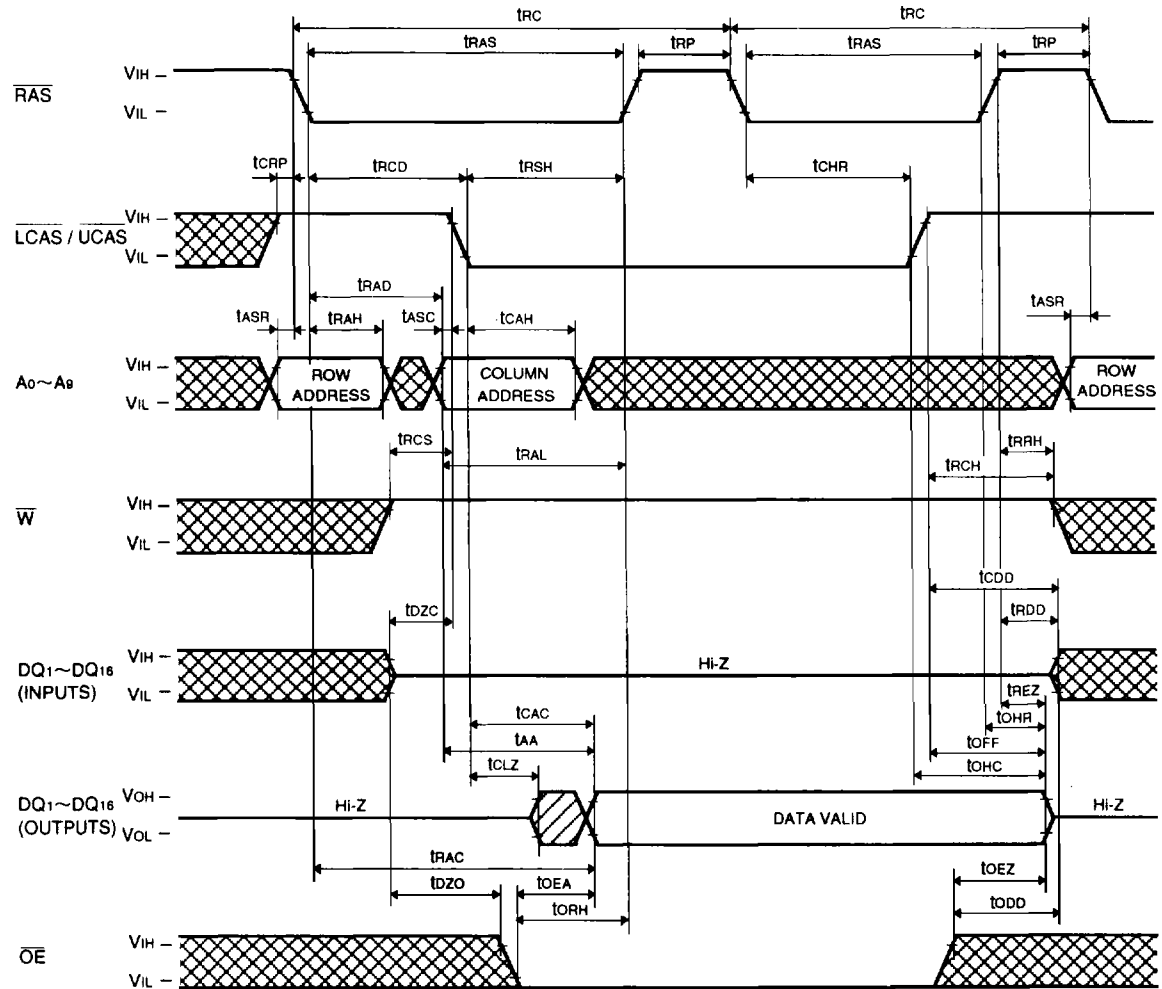 tRC tRC
tRAS tRP tRAS tRP
VIH
RAS
VIL
tCRP tRCD tRSH tCHR
VIH
LCAS / UCAS
VIL
tRAD
tASR tRAH tASC tCAH tASR
VIH
A0~A9 ROW ADDRESS COLUMN ADDRESS ROW ADDRESS
VIL
tRCS tRAL tRRH
tRCH
VIH
W
VIL
tCDD
tDZC tRDD
VIH
DQ1~DQ16 Hi-Z
(INPUTS) VIL
tREZ
tCAC tOHR
tAA tOFF
tCLZ tOHC
VOH
DQ1~DQ16 Hi-Z DATA VALID Hi-Z
(OUTPUTS) VOL
tRAC tOEZ
tDZO tOEA tODD
tORH
VIH
OE
VIL